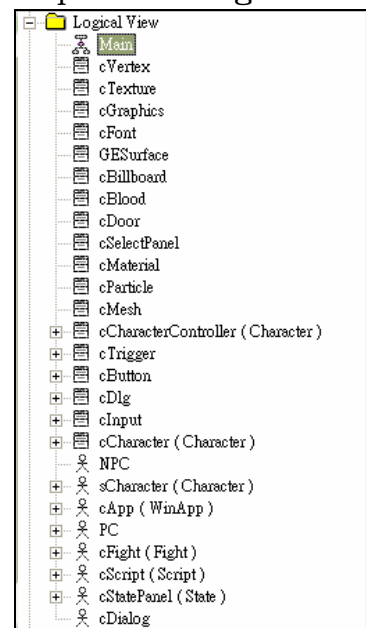 Logical View
Main
cVertex
cTexture
cGraphics
cFont
GESurface
cBillboard
cBlood
cDoor
cSelectPanel
cMaterial
cParticle
cMesh
cCharacterController ( Character )
cTrigger
cButton
cDlg
cInput
cCharacter ( Character )
NPC
sCharacter ( Character )
cApp ( WinApp )
PC
cFight ( Fight )
cScript ( Script )
cStatePanel ( State )
cDialog